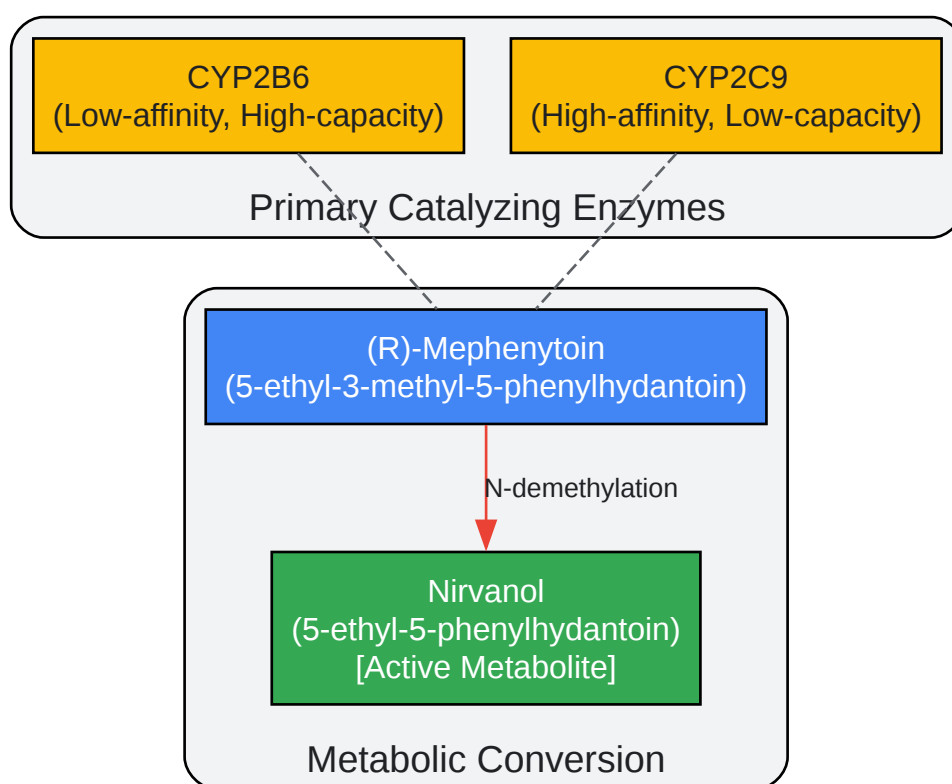 CYP2B6
(Low-affinity, High-capacity)
CYP2C9
(High-affinity, Low-capacity)
Primary Catalyzing Enzymes
(R)-Mephenytoin
(5-ethyl-3-methyl-5-phenylhydantoin)
N-demethylation
Nirvanol
(5-ethyl-5-phenylhydantoin)
[Active Metabolite]
Metabolic Conversion